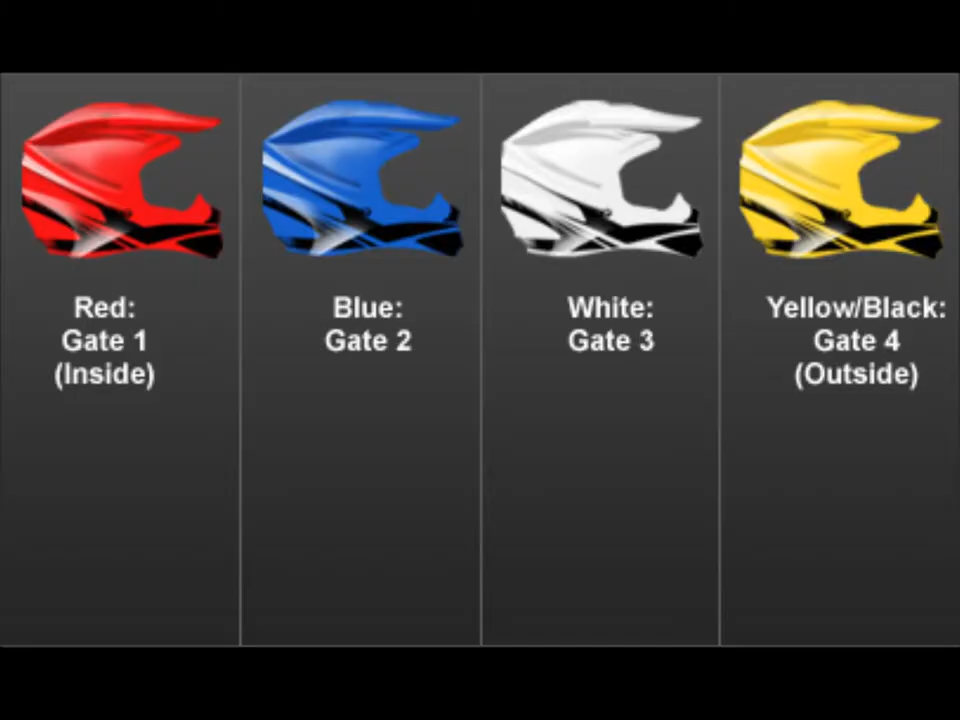 Red:
Gate 1
(Inside)
Blue:
Gate 2
White:
Gate 3
Yellow/Black:
Gate 4
(Outside)